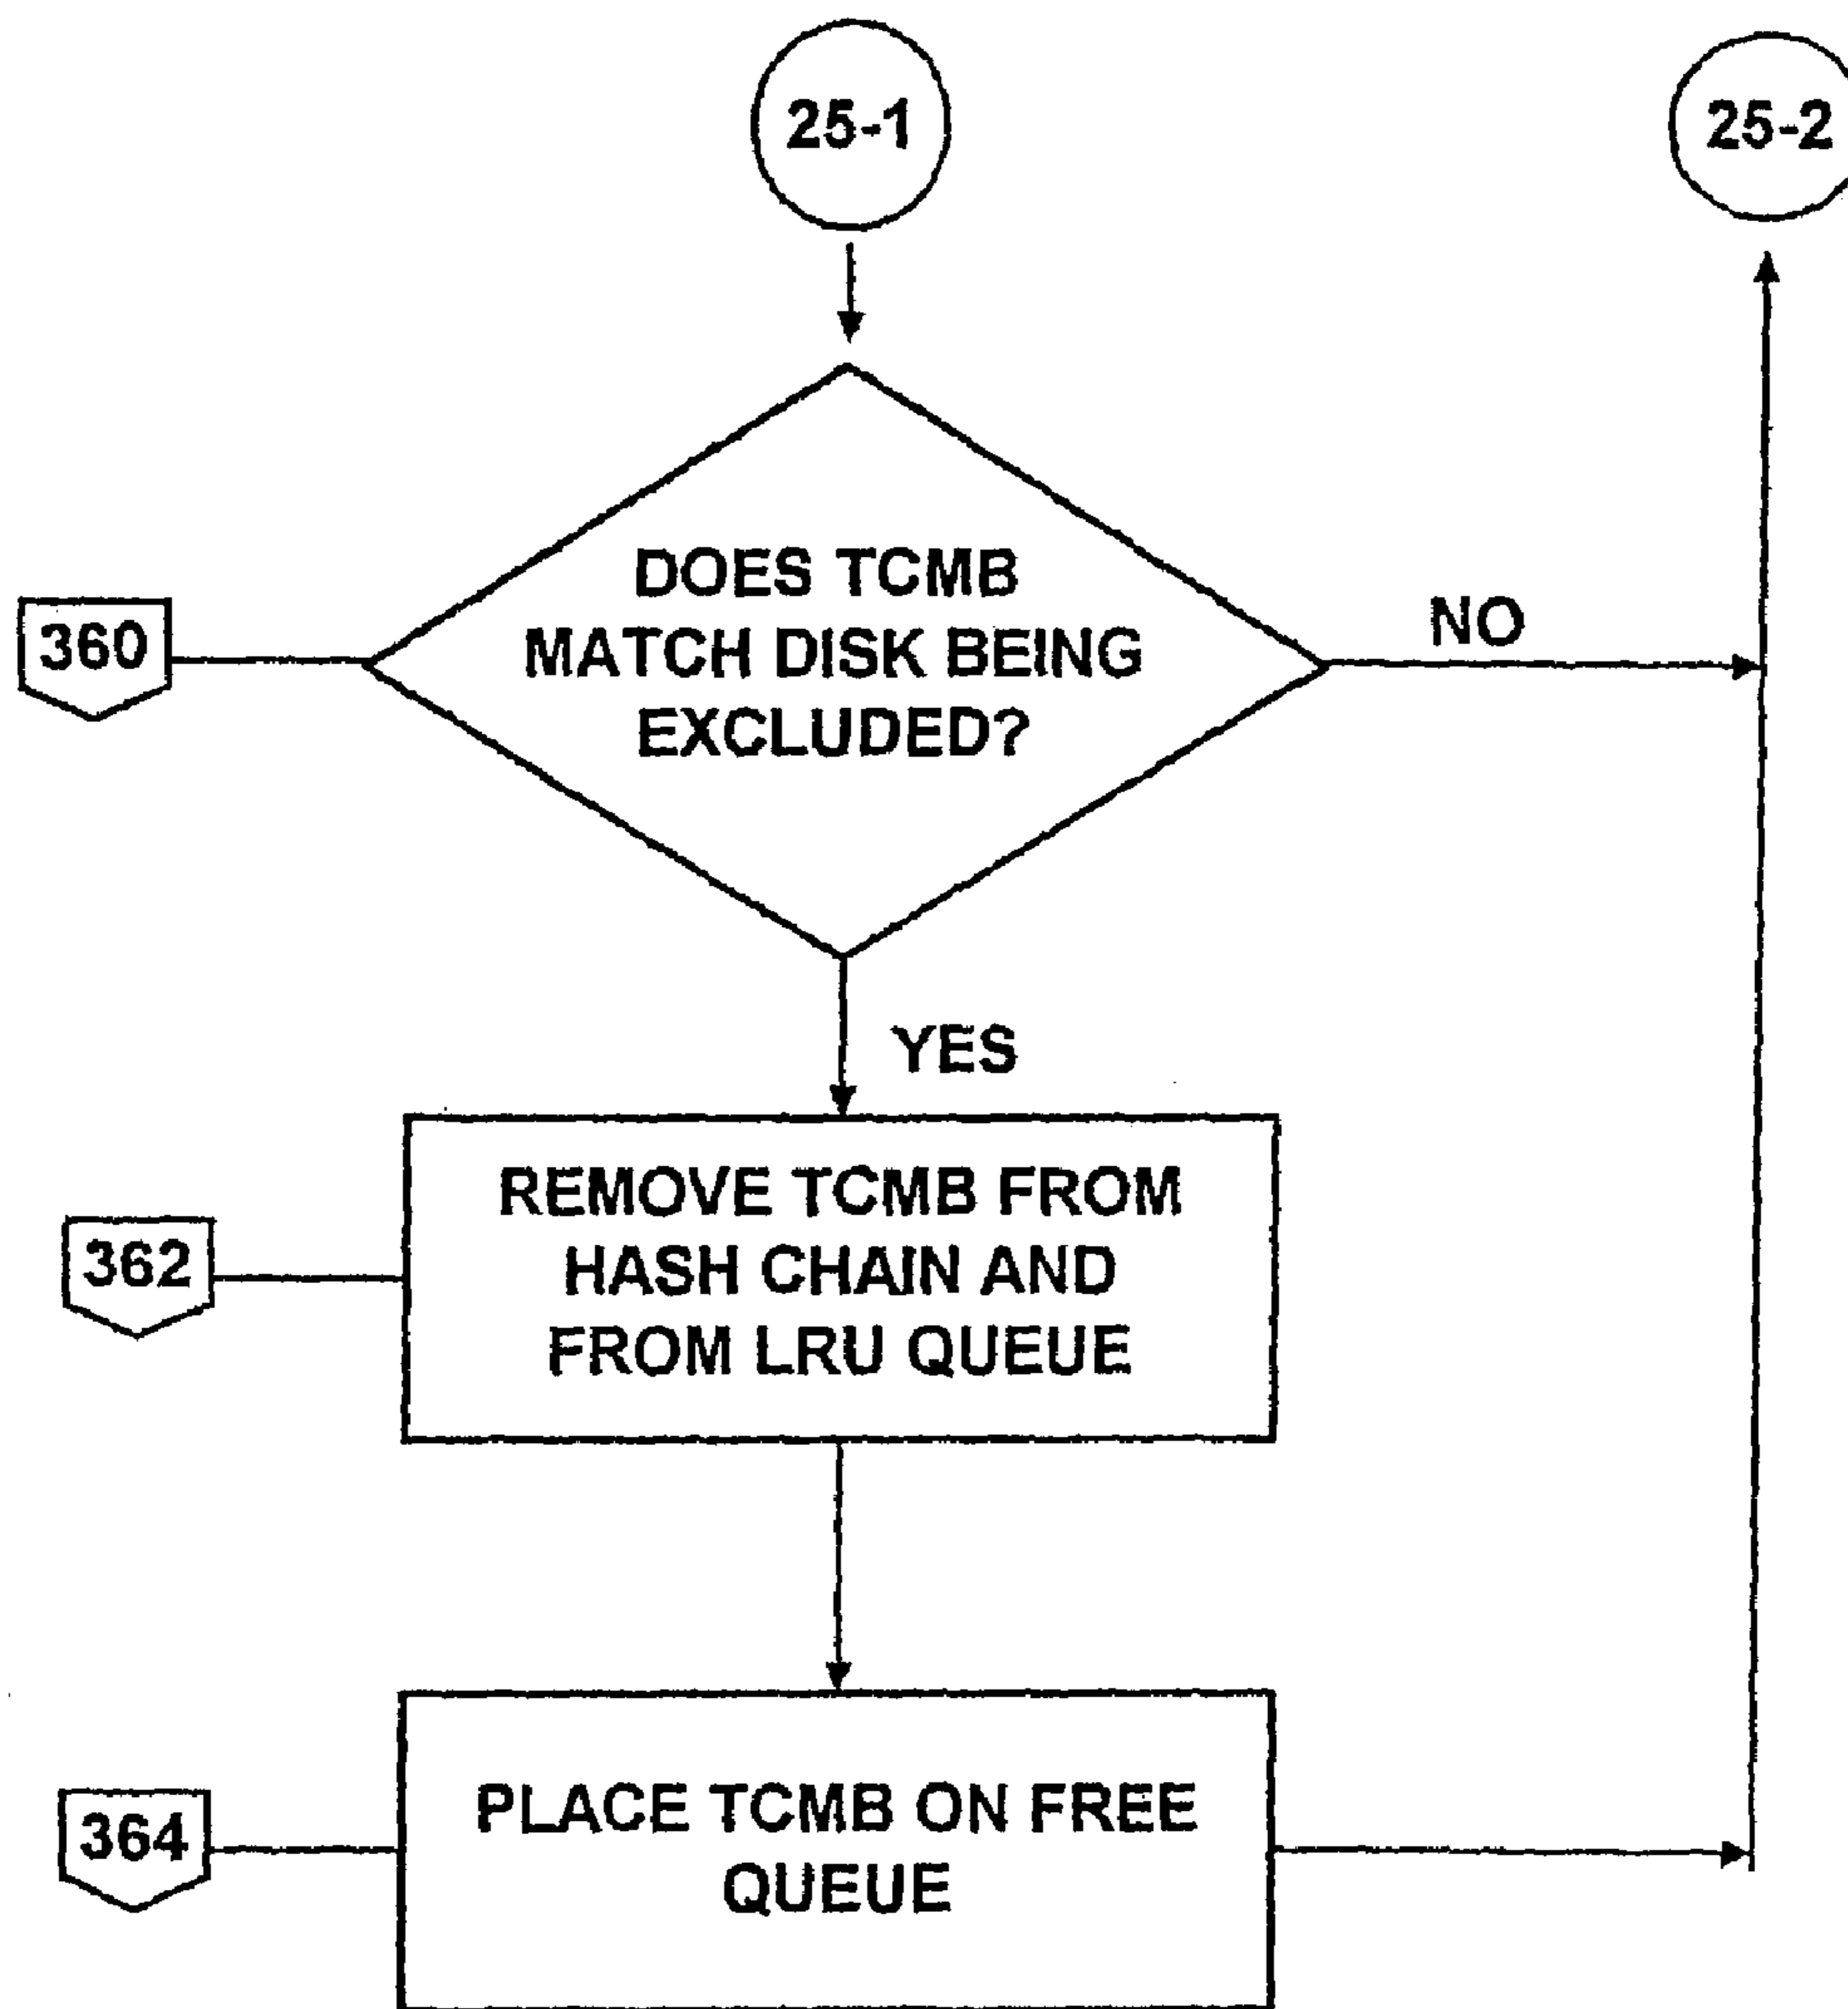 25-1
25-2
360
DOES TCMB
MATCH DISK BEING
EXCLUDED?
NO
YES
362
REMOVE TCMB FROM
HASH CHAIN AND
FROM LRU QUEUE
364
PLACE TCMB ON FREE
QUEUE